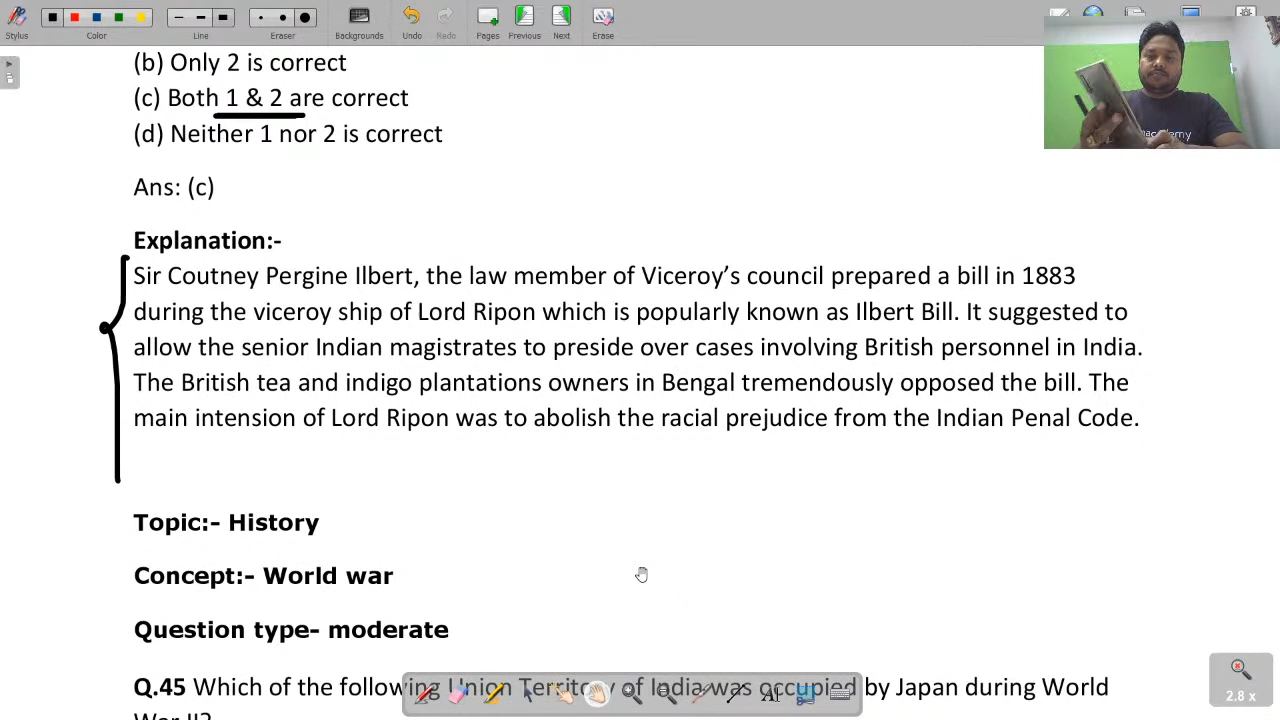 Stylus
Color
Line
Eraser
Backgrounds
Undo
Redo
Pages
Previous
Next
Erase
(b) Only 2 is correct
(c) Both 1 & 2 are correct
(d) Neither 1 nor 2 is correct
Ans: (c)
Explanation:-
Sir Coutney Pergine Ilbert, the law member of Viceroy's council prepared a bill in 1883
during the viceroy ship of Lord Ripon which is popularly known as Ilbert Bill. It suggested to
allow the senior Indian magistrates to preside over cases involving British personnel in India.
The British tea and indigo plantations owners in Bengal tremendously opposed the bill. The
main intension of Lord Ripon was to abolish the racial prejudice from the Indian Penal Code.
Topic:- History
Concept:- World war
Question type- moderate
Q.45 Which of the following Union Territory of India was occupied by Japan during World
War II?
2.8 x